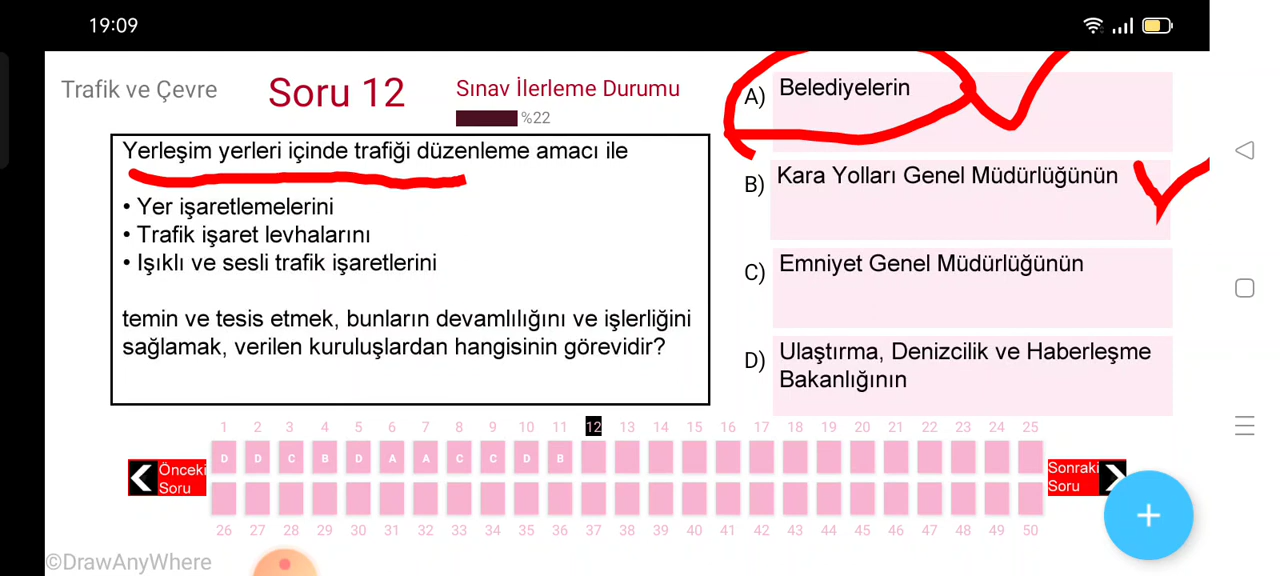 19:09
Trafik ve Çevre
Soru 12
Sınav İlerleme Durumu
%22
Yerleşim yerleri içinde trafiği düzenleme amacı ile
• Yer işaretlemelerini
• Trafik işaret levhalarını
• Işıklı ve sesli trafik işaretlerini
temin ve tesis etmek, bunların devamlılığını ve işlerliğini
sağlamak, verilen kuruluşlardan hangisinin görevidir?
A) Belediyelerin
B) Kara Yolları Genel Müdürlüğünün
C) Emniyet Genel Müdürlüğünün
D) Ulaştırma, Denizcilik ve Haberleşme
Bakanlığının
1 2 3 4 5 6 7 8 9 10 11 12 13 14 15 16 17 18 19 20 21 22 23 24 25
D D C B D A A C C D B
Önceki
Soru
Sonraki
Soru
26 27 28 29 30 31 32 33 34 35 36 37 38 39 40 41 42 43 44 45 46 47 48 49 50
©DrawAnyWhere